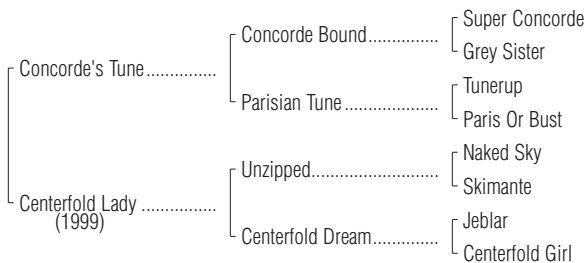 Super Concorde
Concorde Bound...............
Grey Sister
Concorde's Tune...............
Tunerup
Parisian Tune ....................
Paris Or Bust
Naked Sky
Unzipped...........................
Skimante
Centerfold Lady ................
(1999)
Jeblar
Centerfold Dream..............
Centerfold Girl